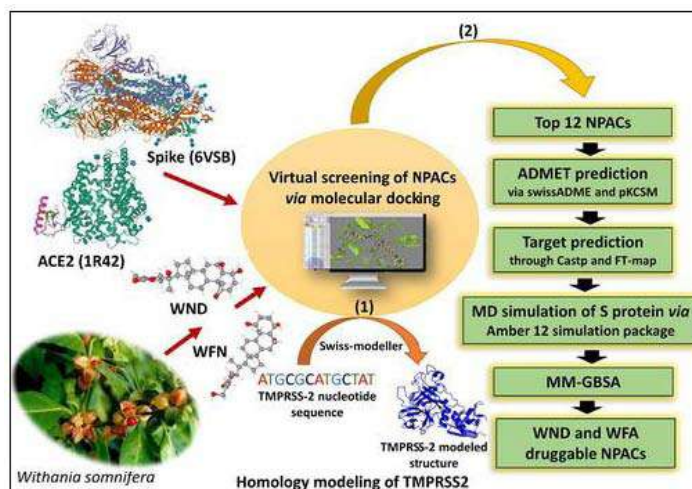 Spike (6VSB)
ACE2 (1R42)
WND
WFN
Withania somnifera
Virtual screening of NPACs
via molecular docking
(1)
Swiss-modeller
ATGCGCATGCTAT
TMPRSS-2 nucleotide
sequence
TMPRSS-2 modeled
structure
Homology modeling of TMPRSS2
(2)
Top 12 NPACs
ADMET prediction
via swissADME and pKCSM
Target prediction
through Castp and FT-map
MD simulation of S protein via
Amber 12 simulation package
MM-GBSA
WND and WFA
druggable NPACs